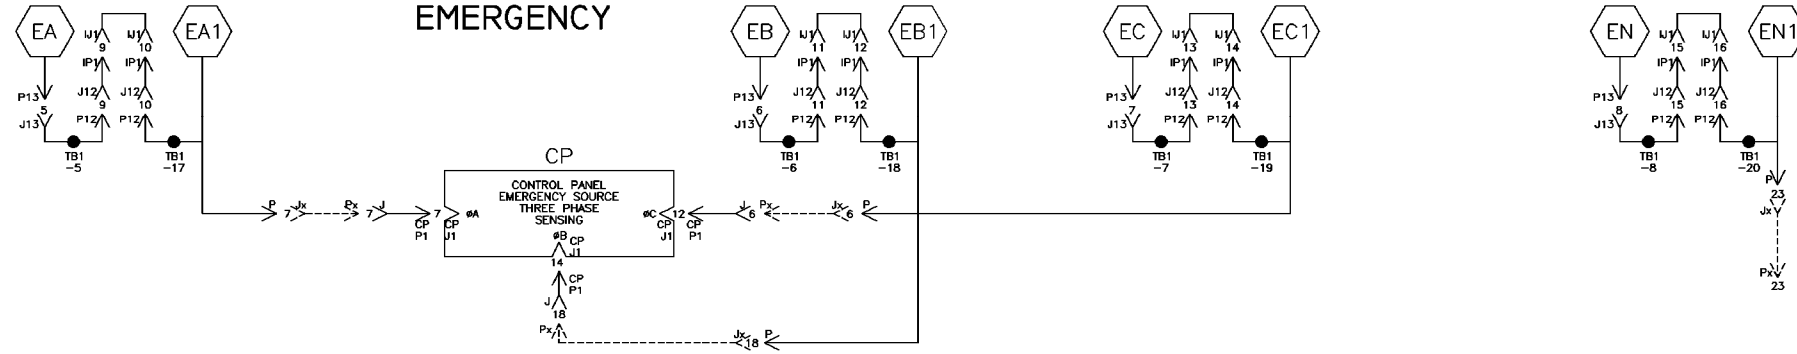 EMERGENCY
EA
IJ1
9
IJ1
10
EA1
IP1
IP1
P13
5
J13
J12
9
P12
J12
10
P12
TB1
-5
TB1
-17
EB
IJ1
11
IJ1
12
EB1
IP1
IP1
P13
6
J13
J12
11
P12
J12
12
P12
TB1
-6
TB1
-18
EC
IJ1
13
IJ1
14
EC1
IP1
IP1
P13
7
J13
J12
13
P12
J12
14
P12
TB1
-7
TB1
-19
EN
IJ1
15
IJ1
16
EN1
IP1
IP1
P13
8
J13
J12
15
P12
J12
16
P12
TB1
-8
TB1
-20
P
23
Jx
Px
23
CP
CONTROL PANEL
EMERGENCY SOURCE
THREE PHASE
SENSING
P
7
Jx
Px
7
J
7
CP
P1
CP
J1
øA
øC
12
CP
J1
CP
P1
J
6
Px
Jx
6
P
øB
CP
J1
14
CP
P1
J
18
Px
Jx
18
P